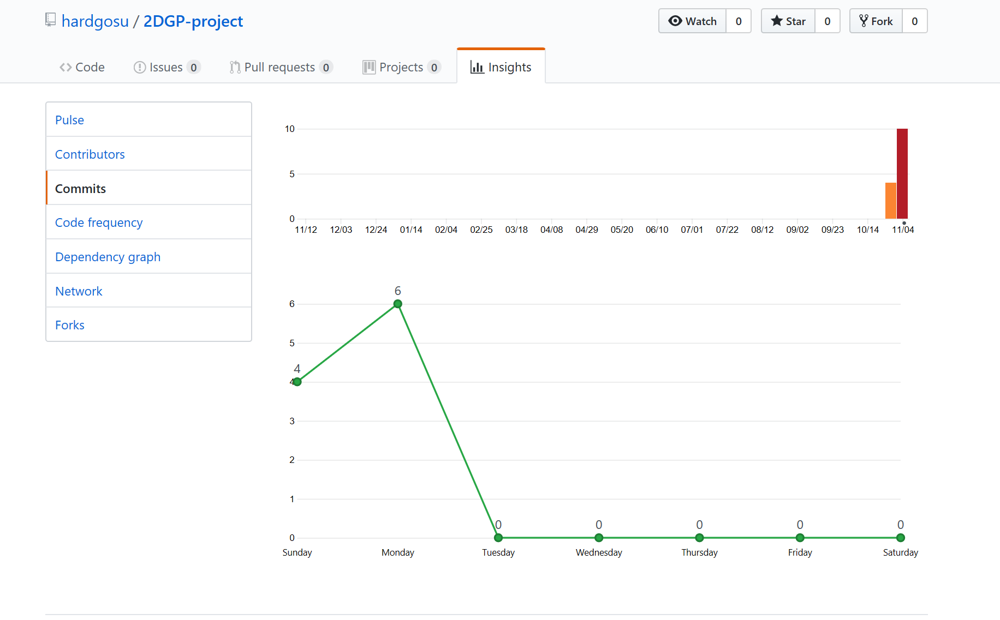 hardgosu / 2DGP-project
Watch 0 Star 0 Fork 0
Code Issues 0 Pull requests 0 Projects 0 Insights
Pulse
Contributors
Commits
Code frequency
Dependency graph
Network
Forks
10
5
0
11/12 12/03 12/24 01/14 02/04 02/25 03/18 04/08 04/29 05/20 06/10 07/01 07/22 08/12 09/02 09/23 10/14 11/04
6
6
5
4
4
3
2
1
0 0 0 0 0
0
Sunday Monday Tuesday Wednesday Thursday Friday Saturday